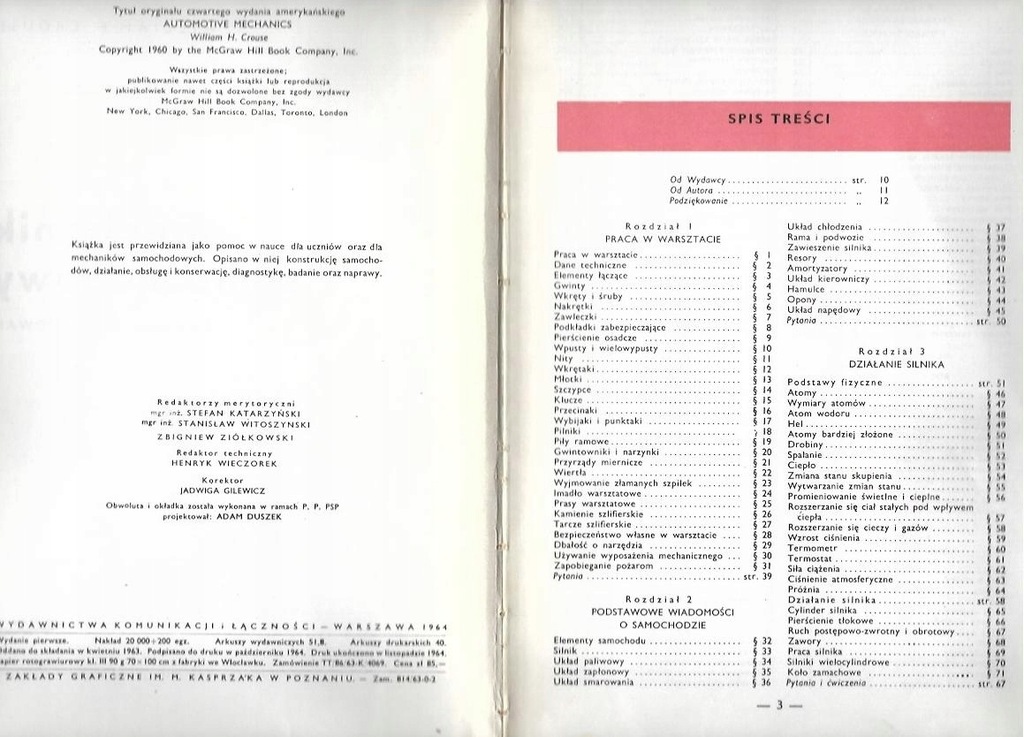 Tytuł oryginału czwartego wydania amerykańskiego
AUTOMOTIVE MECHANICS
William H. Crouse
Copyright 1960 by the McGraw Hill Book Company, Inc.
Wszystkie prawa zastrzeżone;
publikowanie nawet części książki lub reprodukcja
w jakiejkolwiek formie nie są dozwolone bez zgody wydawcy
McGraw Hill Book Company, Inc.
New York, Chicago, San Francisco, Dallas, Toronto, London
Książka jest przewidziana jako pomoc w nauce dla uczniów oraz dla
mechaników samochodowych. Opisano w niej konstrukcję samocho-
dów, działanie, obsługę i konserwację, diagnostykę, badanie oraz naprawy.
Redaktorzy merytoryczni
mgr inż. STEFAN KATARZYŃSKI
mgr inż. STANISŁAW WITOSZYNSKI
ZBIGNIEW ZIÓŁKOWSKI
Redaktor techniczny
HENRYK WIECZOREK
Korektor
JADWIGA GILEWICZ
Obwoluta i okładka została wykonana w ramach P. P. PSP
projektował: ADAM DUSZEK
WYDAWNICTWA KOMUNIKACJI i ŁĄCZNOŚCI — WARSZAWA 1964
Wydanie pierwsze. Nakład 20 000+200 egz. Arkuszy wydawniczych 51,8. Arkuszy drukarskich 40.
Oddano do składania w kwietniu 1963. Podpisano do druku w październiku 1964. Druk ukończono w listopadzie 1964.
papier rotograwiurowy kl. III 90 g 70 × 100 cm z fabryki we Włocławku. Zamówienie Cena zł 85,—
ZAKŁADY GRAFICZNE IM. M. KASPRZAKA W POZNANIU. — Zam. 814/63-0-3
SPIS TREŚCI
Od Wydawcy ... str. 10
Od Autora ... „ 11
Podziękowanie ... „ 12
Rozdział 1
PRACA W WARSZTACIE
Praca w warsztacie ... § 1
Dane techniczne ... § 2
Elementy łączące ... § 3
Gwinty ... § 4
Wkręty i śruby ... § 5
Nakrętki ... § 6
Zawleczki ... § 7
Podkładki zabezpieczające ... § 8
Pierścienie osadcze ... § 9
Wpusty i wielowypusty ... § 10
Nity ... § 11
Wkrętaki ... § 12
Młotki ... § 13
Szczypce ... § 14
Klucze ... § 15
Przecinaki ... § 16
Wybijaki i punktaki ... § 17
Pilniki ... § 18
Piły ramowe ... § 19
Gwintowniki i narzynki ... § 20
Przyrządy miernicze ... § 21
Wiertła ... § 22
Wyjmowanie złamanych szpilek ... § 23
Imadło warsztatowe ... § 24
Prasy warsztatowe ... § 25
Kamienie szlifierskie ... § 26
Tarcze szlifierskie ... § 27
Bezpieczeństwo własne w warsztacie ... § 28
Dbałość o narzędzia ... § 29
Używanie wyposażenia mechanicznego ... § 30
Zapobieganie pożarom ... § 31
Pytania ... str. 39
Rozdział 2
PODSTAWOWE WIADOMOŚCI
O SAMOCHODZIE
Elementy samochodu ... § 32
Silnik ... § 33
Układ paliwowy ... § 34
Układ zapłonowy ... § 35
Układ smarowania ... § 36
Układ chłodzenia ... § 37
Rama i podwozie ... § 38
Zawieszenie silnika ... § 39
Resory ... § 40
Amortyzatory ... § 41
Układ kierowniczy ... § 42
Hamulce ... § 43
Opony ... § 44
Układ napędowy ... § 45
Pytania ... str. 50
Rozdział 3
DZIAŁANIE SILNIKA
Podstawy fizyczne ... str. 51
Atomy ... § 46
Wymiary atomów ... § 47
Atom wodoru ... § 48
Hel ... § 49
Atomy bardziej złożone ... § 50
Drobiny ... § 51
Spalanie ... § 52
Ciepło ... § 53
Zmiana stanu skupienia ... § 54
Wytwarzanie zmian stanu ... § 55
Promieniowanie świetlne i cieplne ... § 56
Rozszerzanie się ciał stałych pod wpływem
ciepła ... § 57
Rozszerzanie się cieczy i gazów ... § 58
Wzrost ciśnienia ... § 59
Termometr ... § 60
Termostat ... § 61
Siła ciążenia ... § 62
Ciśnienie atmosferyczne ... § 63
Próżnia ... § 64
Działanie silnika ... str. 58
Cylinder silnika ... § 65
Pierścienie tłokowe ... § 66
Ruch postępowo-zwrotny i obrotowy ... § 67
Zawory ... § 68
Praca silnika ... § 69
Silniki wielocylindrowe ... § 70
Koło zamachowe ... § 71
Pytania i ćwiczenia ... str. 67
— 3 —